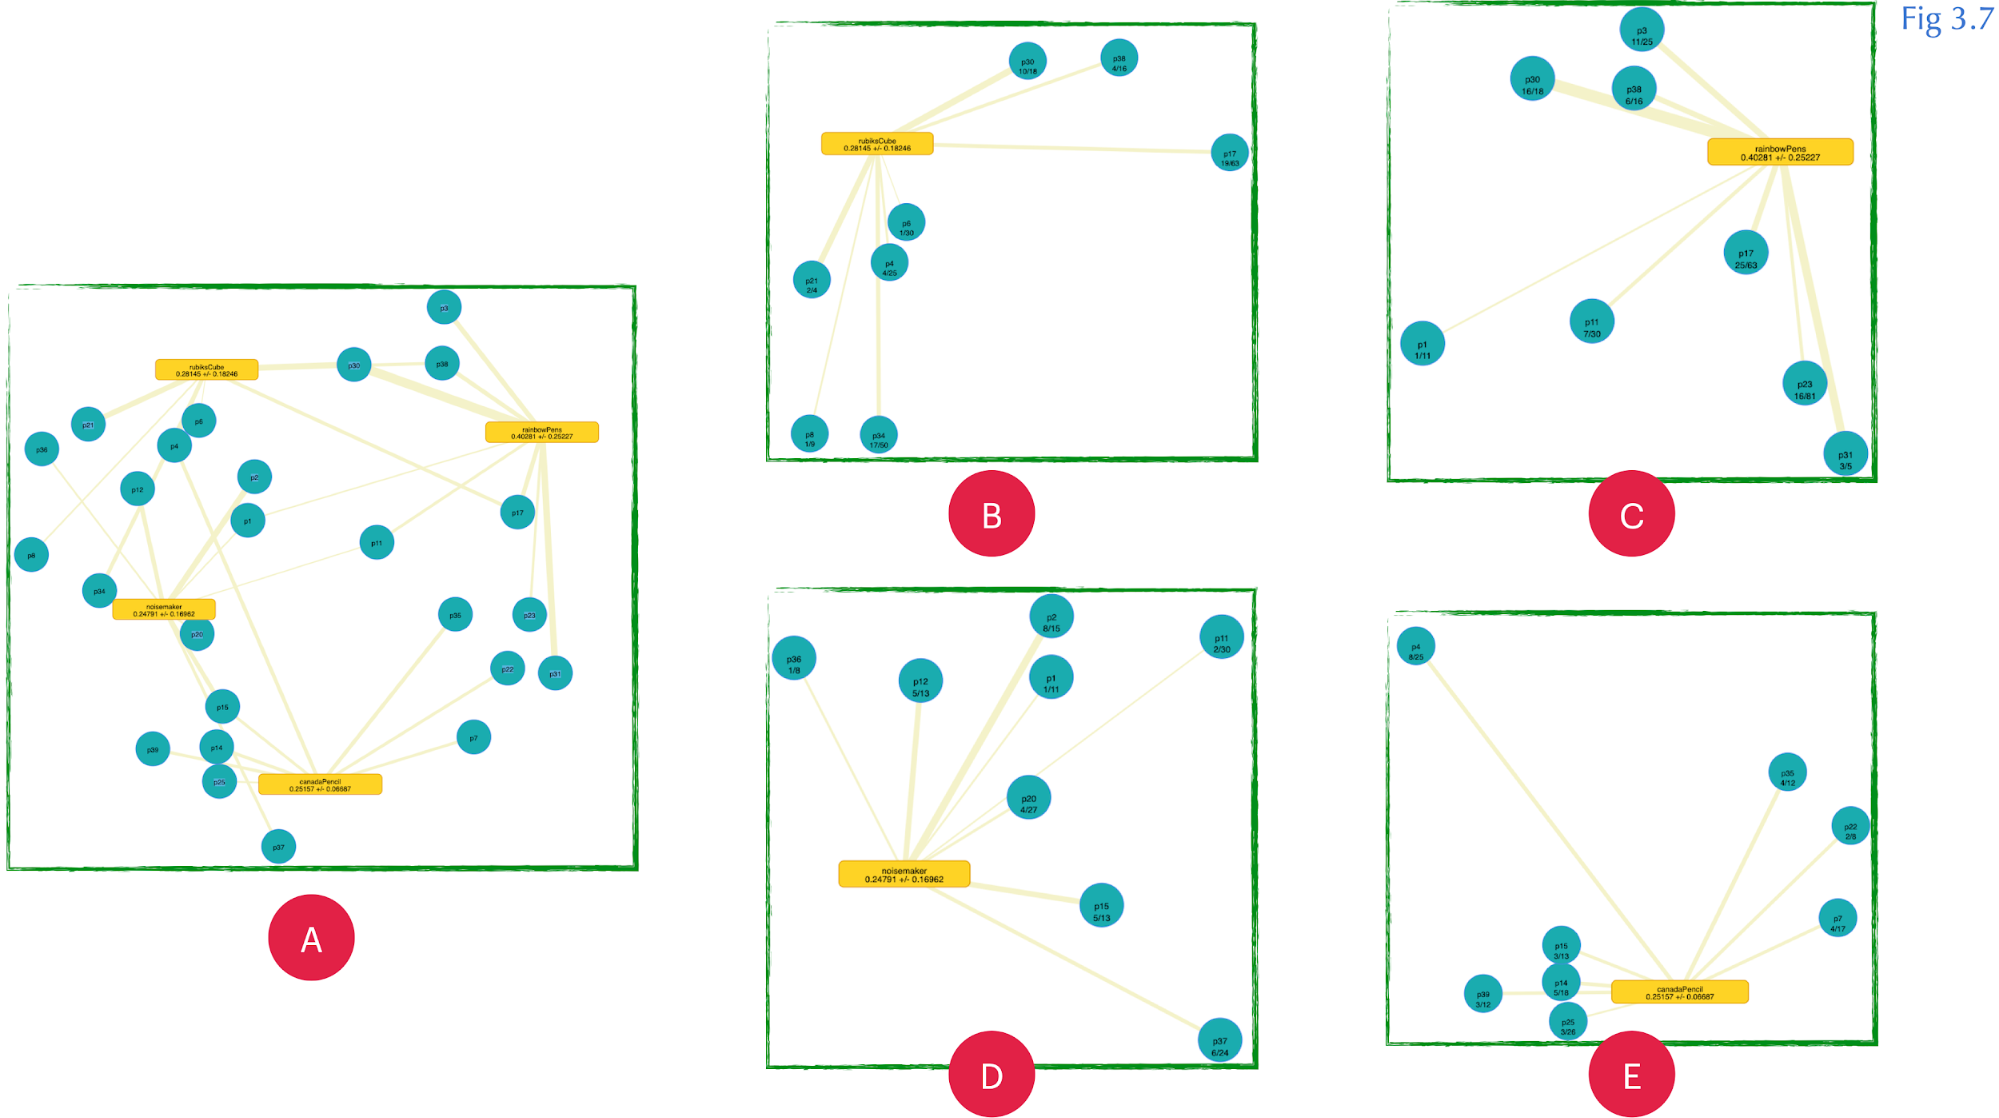 Fig 3.7
p3
rubiksCube
0.28145 +/- 0.18246
p30
p38
p21
p6
rainbowPens
0.40281 +/- 0.25227
p36
p4
p2
p12
p1
p17
p11
p8
p34
noisemaker
0.24791 +/- 0.16962
p20
p35
p23
p22
p31
p15
p39
p14
p7
p25
canadaPencil
0.25157 +/- 0.06687
p37
A
p30
10/18
p38
4/16
rubiksCube
0.28145 +/- 0.18246
p17
19/63
p6
1/30
p4
4/25
p21
2/4
p8
1/9
p34
17/50
B
p3
11/25
p30
16/18
p38
6/16
rainbowPens
0.40281 +/- 0.25227
p17
25/63
p11
7/30
p1
1/11
p23
16/81
p31
3/5
C
p2
8/15
p11
2/30
p36
1/8
p12
5/13
p1
1/11
p20
4/27
noisemaker
0.24791 +/- 0.16962
p15
5/13
p37
6/24
D
p4
8/25
p35
4/12
p22
2/8
p7
4/17
p15
3/13
p14
5/18
p39
3/12
canadaPencil
0.25157 +/- 0.06687
p25
3/26
E